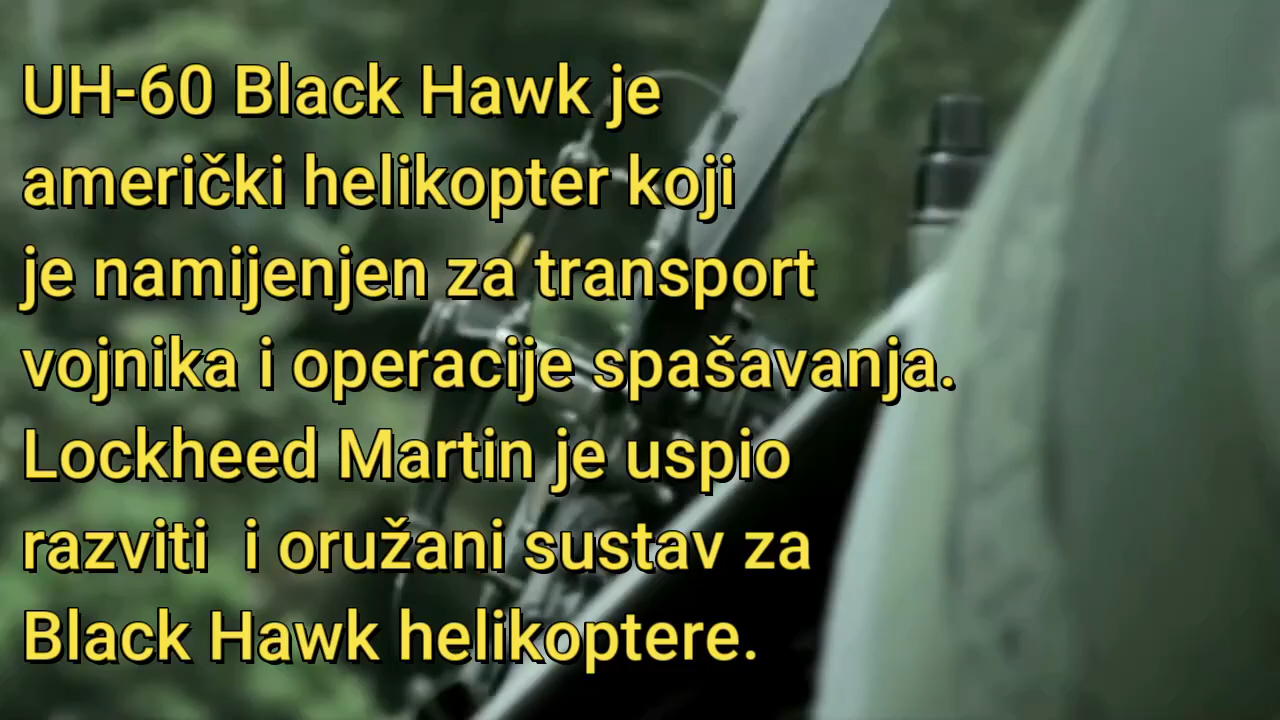 UH-60 Black Hawk je
američki helikopter koji
je namijenjen za transport
vojnika i operacije spašavanja.
Lockheed Martin je uspio
razviti  i oružani sustav za
Black Hawk helikoptere.